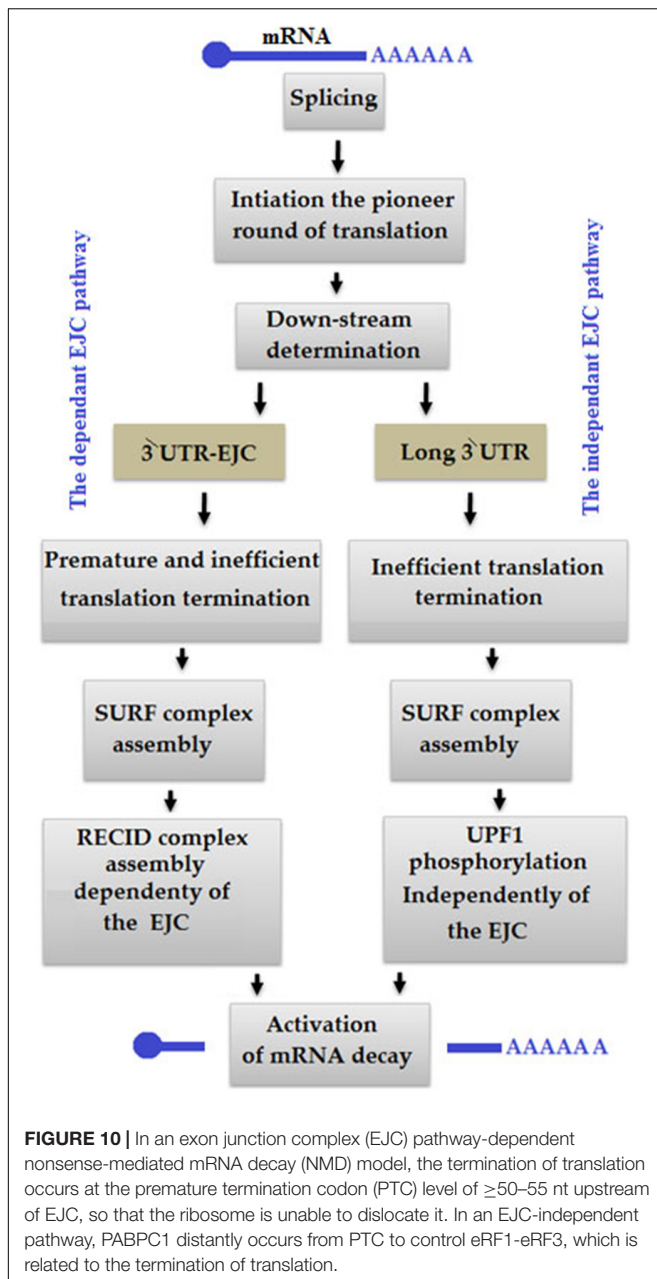 mRNA
AAAAAA
Splicing
Intiation the pioneer
round of translation
Down-stream
determination
The dependant EJC pathway
The independant EJC pathway
3`UTR-EJC
Long 3`UTR
Premature and inefficient
translation termination
Inefficient translation
termination
SURF complex
assembly
SURF complex
assembly
RECID complex
assembly
dependenty of
the EJC
UPF1
phosphorylation
Independently of
the EJC
Activation
of mRNA decay
AAAAAA
FIGURE 10 | In an exon junction complex (EJC) pathway-dependent
nonsense-mediated mRNA decay (NMD) model, the termination of translation
occurs at the premature termination codon (PTC) level of ≥50–55 nt upstream
of EJC, so that the ribosome is unable to dislocate it. In an EJC-independent
pathway, PABPC1 distantly occurs from PTC to control eRF1-eRF3, which is
related to the termination of translation.